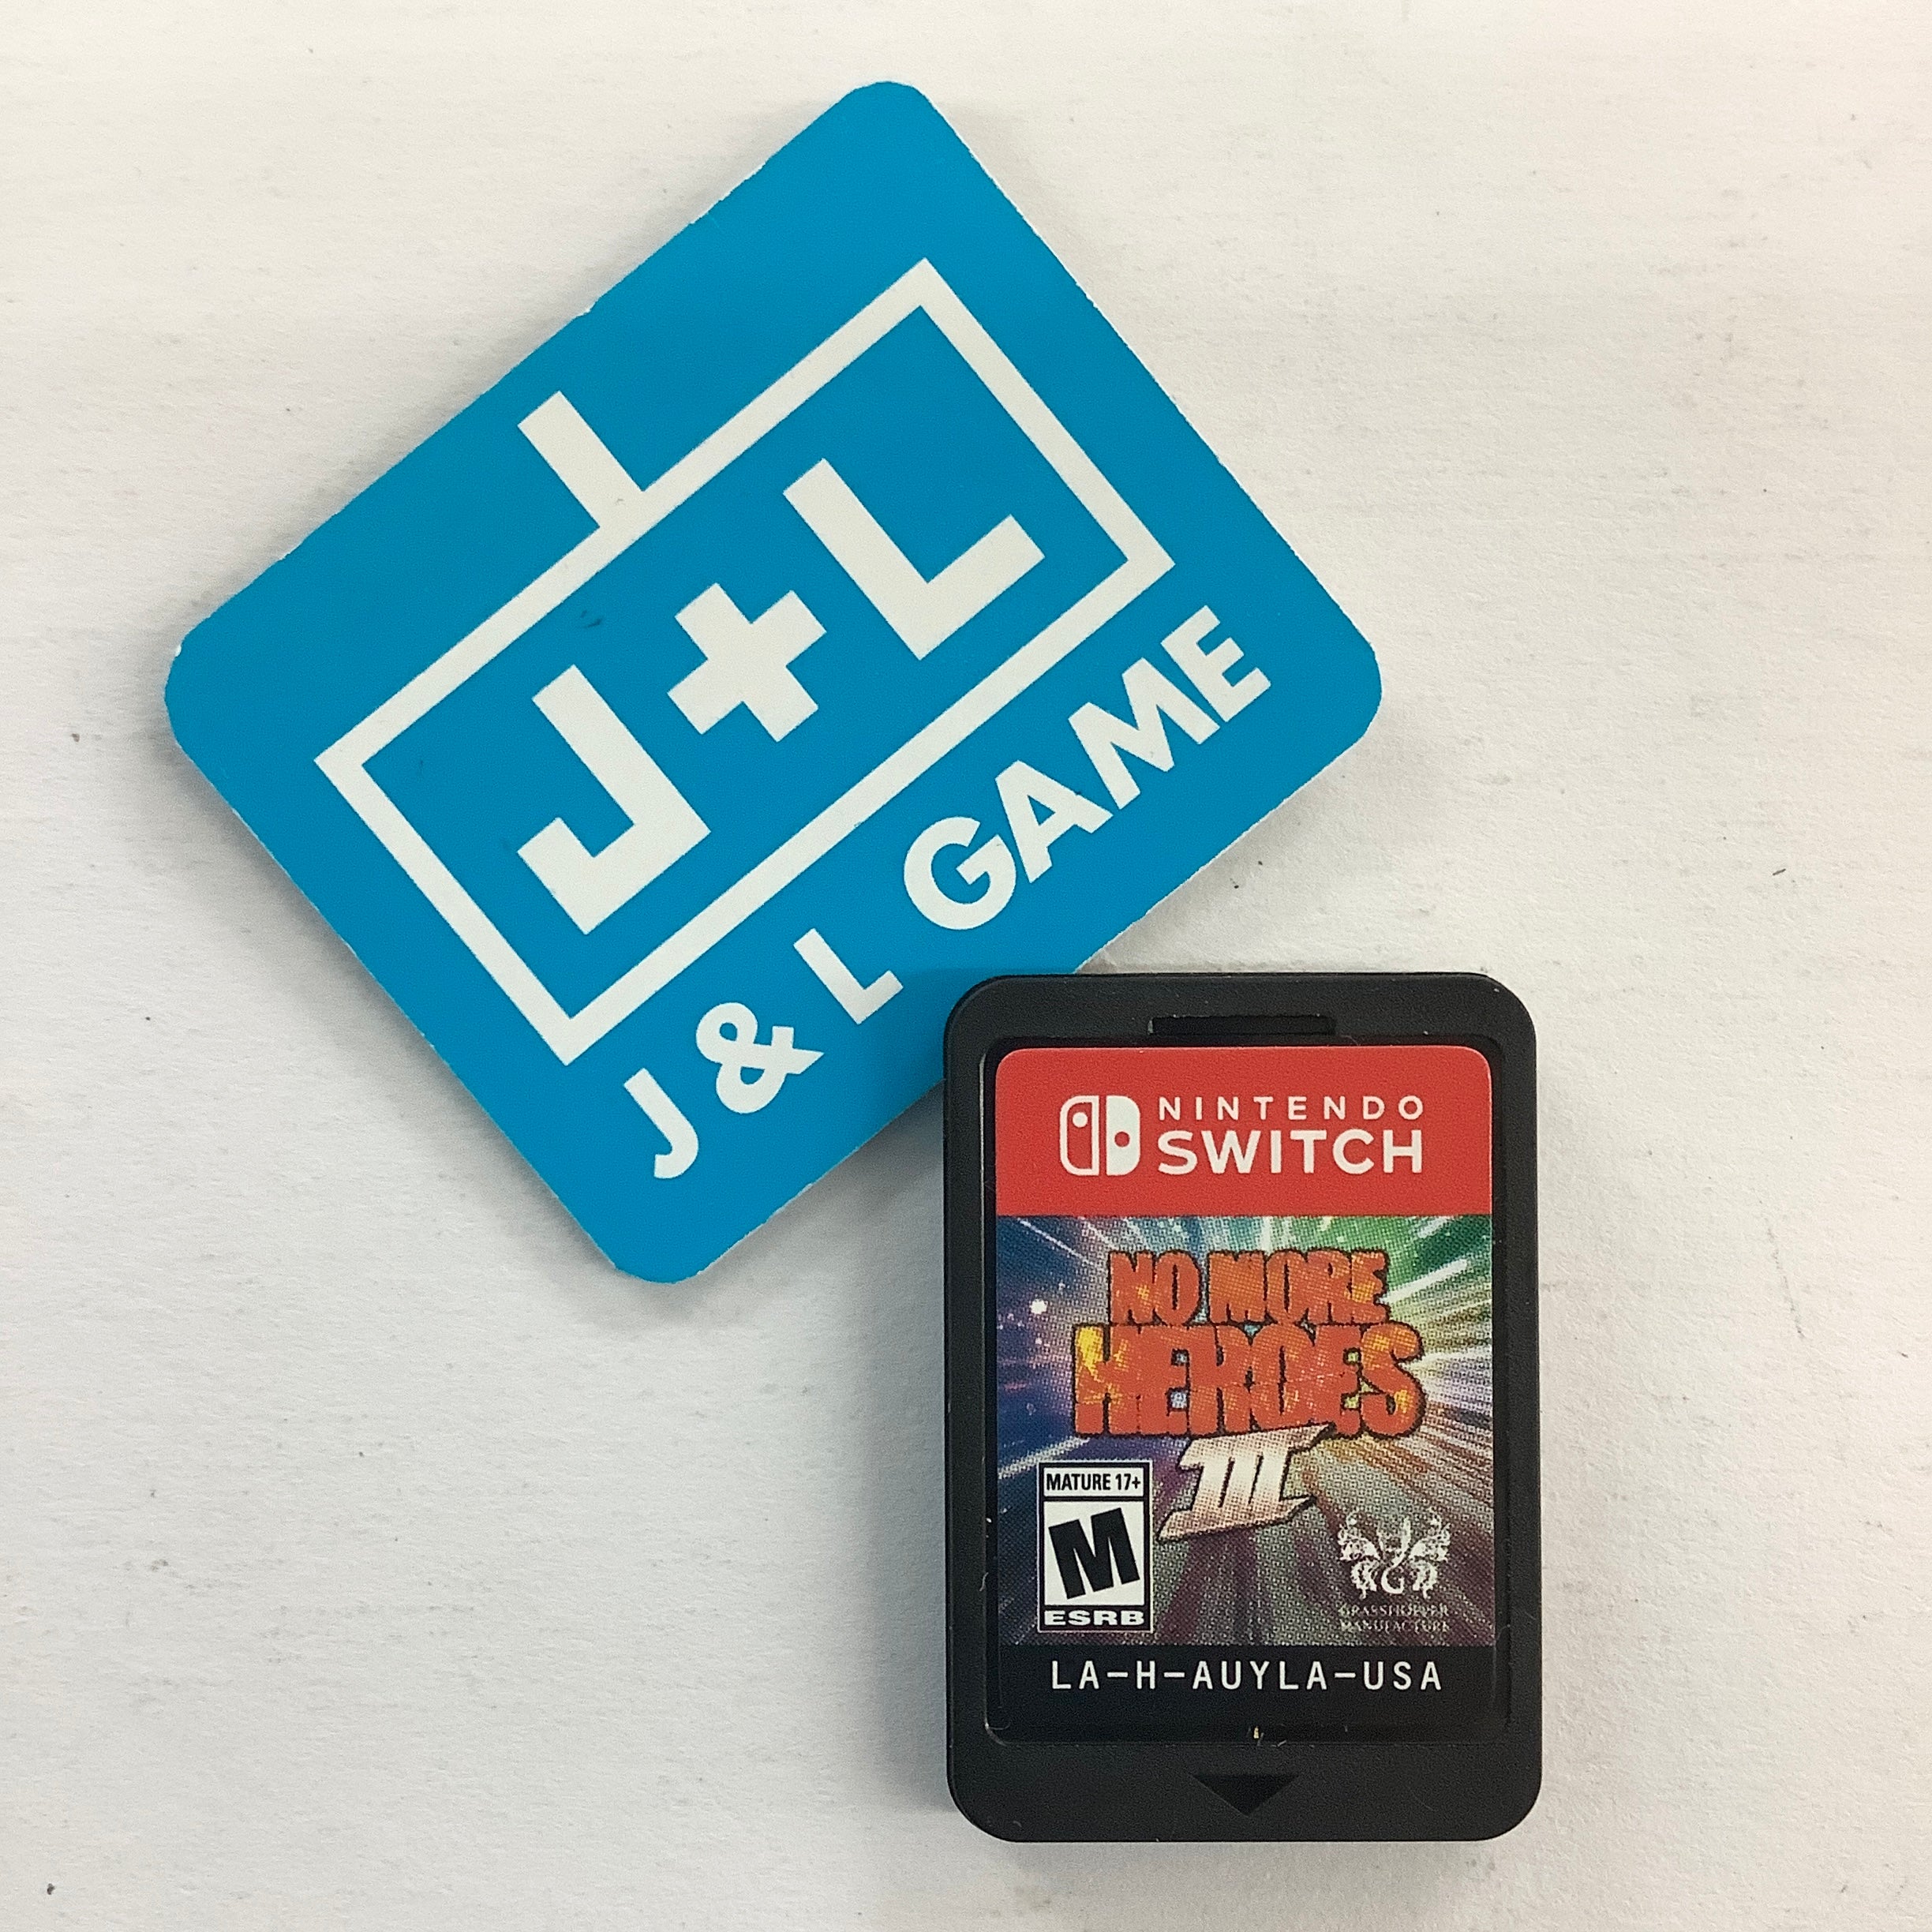 J+L
J & L GAME
NINTENDO
SWITCH
NO MORE
HEROES
III
MATURE 17+
M
ESRB
GRASSHOPPER
MANUFACTURE
LA-H-AUYLA-USA